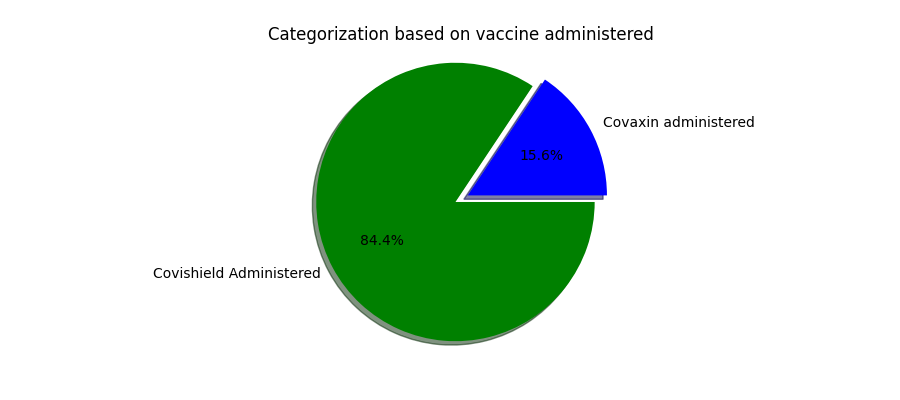 Categorization based on vaccine administered
Covaxin administered
15.6%
84.4%
Covishield Administered